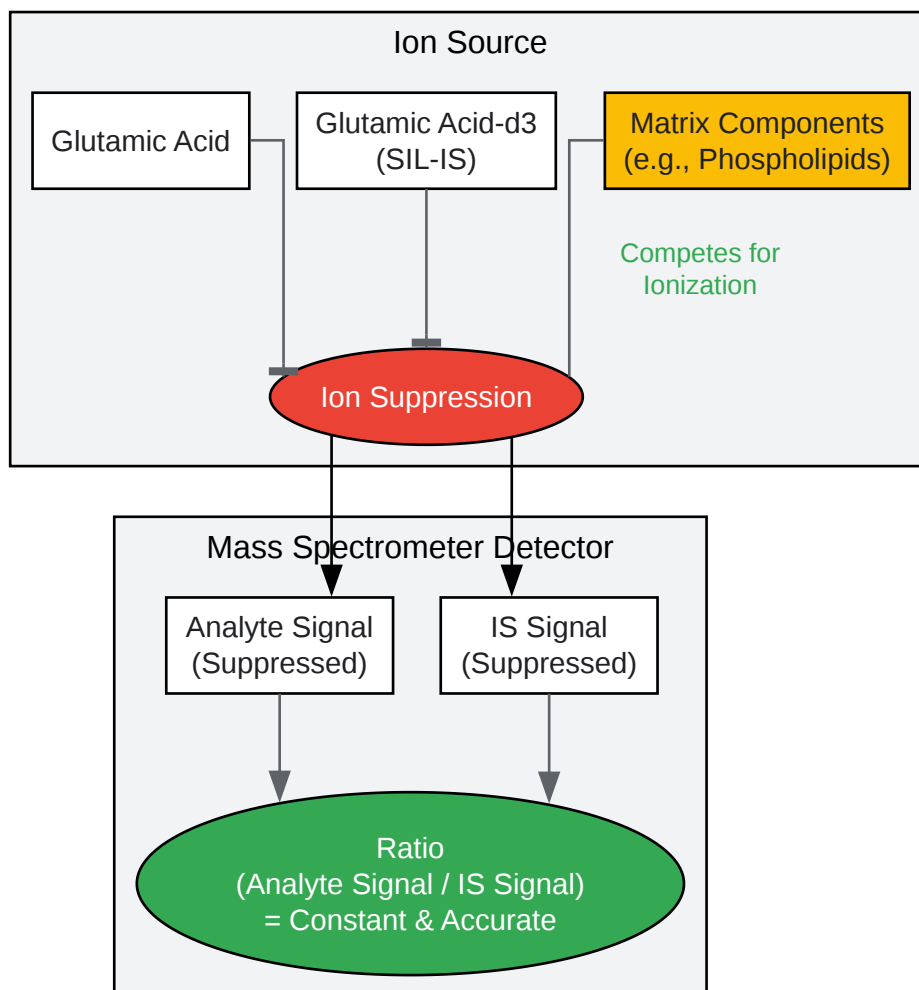 Ion Source
Glutamic Acid
Glutamic Acid-d3
(SIL-IS)
Matrix Components
(e.g., Phospholipids)
Competes for
Ionization
Ion Suppression
Mass Spectrometer Detector
Analyte Signal
(Suppressed)
IS Signal
(Suppressed)
Ratio
(Analyte Signal / IS Signal)
= Constant & Accurate